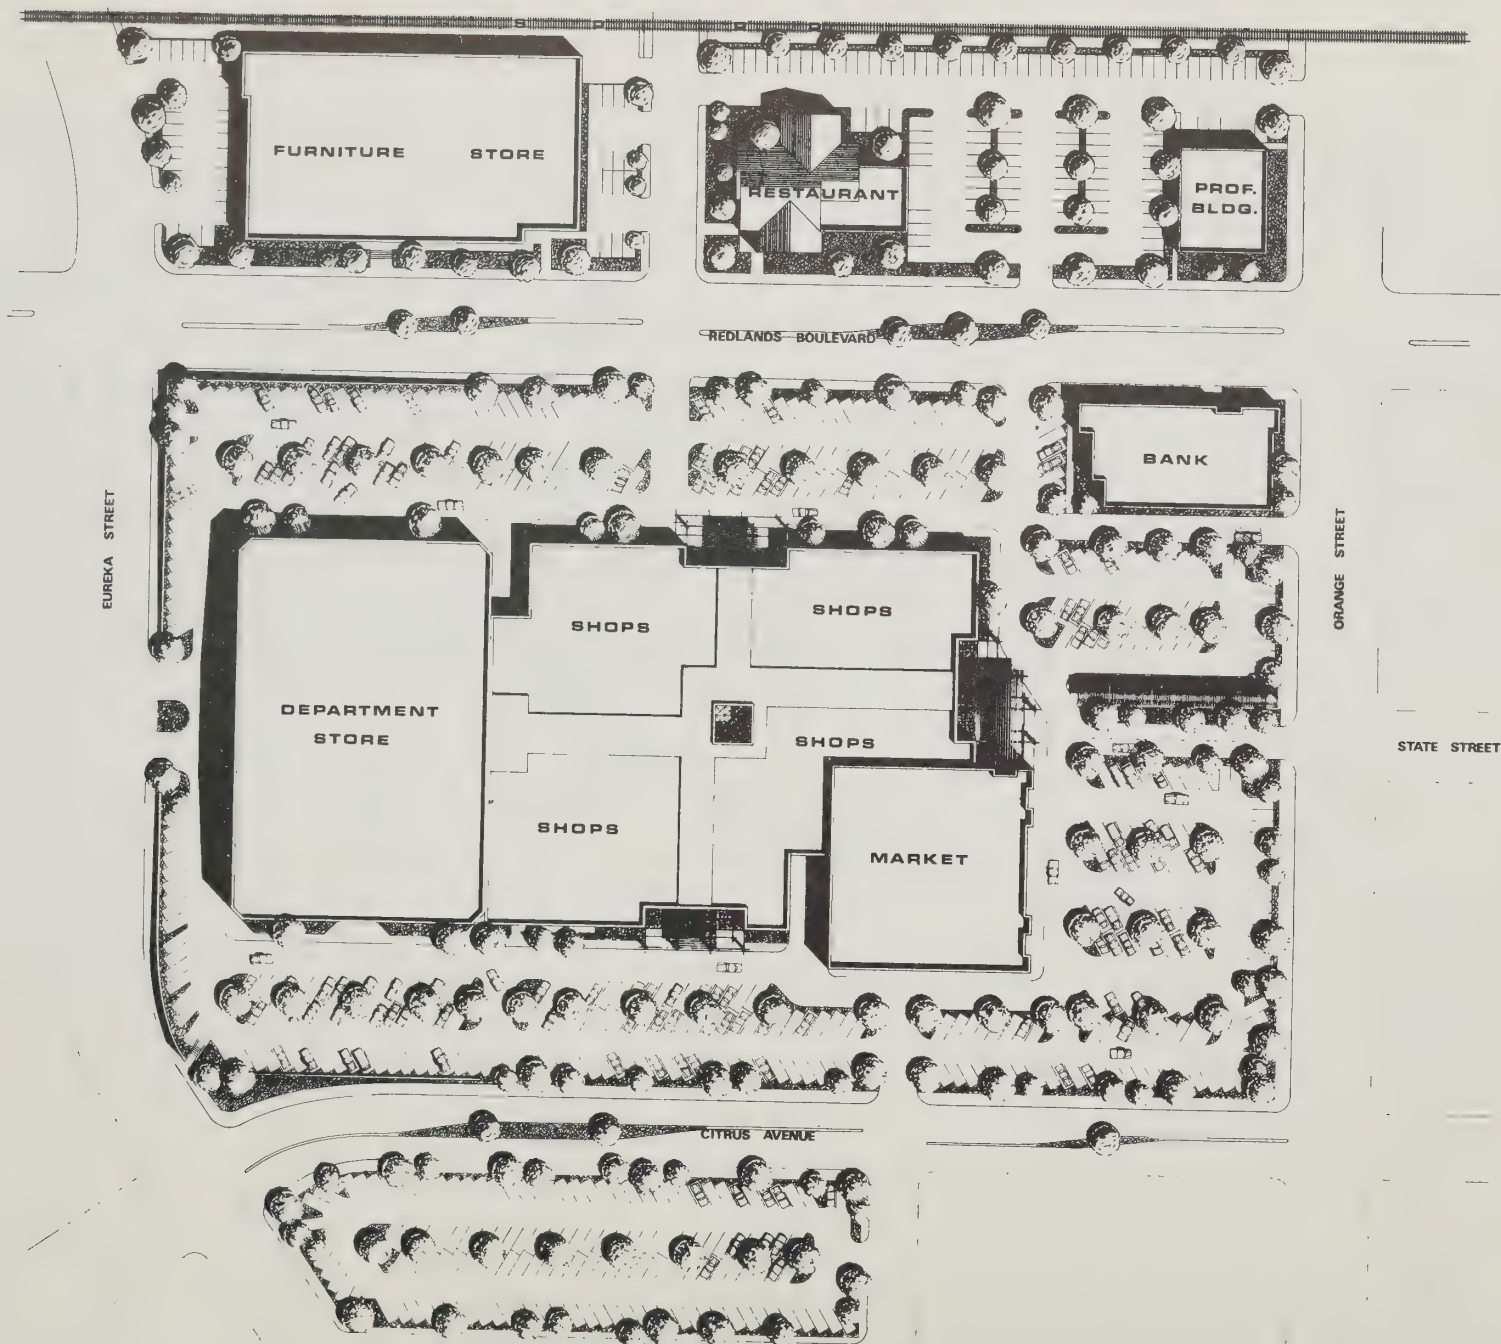 S P R R
FURNITURE STORE
RESTAURANT
PROF.
BLDG.
REDLANDS BOULEVARD
BANK
EUREKA STREET
ORANGE STREET
SHOPS
SHOPS
DEPARTMENT
STORE
SHOPS
STATE STREET
SHOPS
MARKET
CITRUS AVENUE